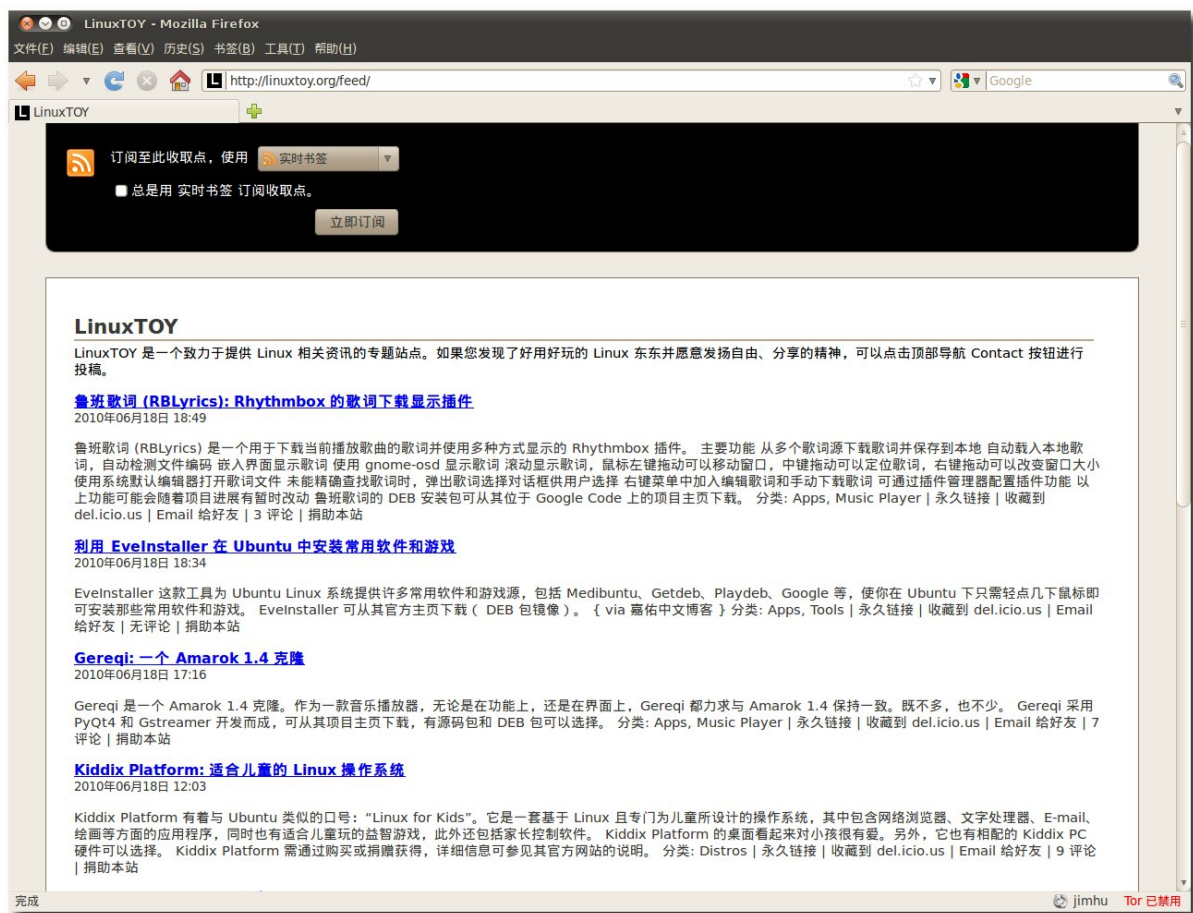 LinuxTOY - Mozilla Firefox
文件(F) 编辑(E) 查看(V) 历史(S) 书签(B) 工具(T) 帮助(H)
http://linuxtoy.org/feed/ Google
LinuxTOY
订阅至此收取点，使用 实时书签
总是用 实时书签 订阅收取点。
立即订阅
LinuxTOY
LinuxTOY 是一个致力于提供 Linux 相关资讯的专题站点。如果您发现了好用好玩的 Linux 东东并愿意发扬自由、分享的精神，可以点击顶部导航 Contact 按钮进行
投稿。
鲁班歌词 (RBLyrics): Rhythmbox 的歌词下载显示插件
2010年06月18日 18:49
鲁班歌词 (RBLyrics) 是一个用于下载当前播放歌曲的歌词并使用多种方式显示的 Rhythmbox 插件。 主要功能 从多个歌词源下载歌词并保存到本地 自动载入本地歌
词，自动检测文件编码 嵌入界面显示歌词 使用 gnome-osd 显示歌词 滚动显示歌词，鼠标左键拖动可以移动窗口，中键拖动可以定位歌词，右键拖动可以改变窗口大小
使用系统默认编辑器打开歌词文件 未能精确查找歌词时，弹出歌词选择对话框供用户选择 右键菜单中加入编辑歌词和手动下载歌词 可通过插件管理器配置插件功能 以
上功能可能会随着项目进展有暂时改动 鲁班歌词的 DEB 安装包可从其位于 Google Code 上的项目主页下载。 分类: Apps, Music Player | 永久链接 | 收藏到
del.icio.us | Email 给好友 | 3 评论 | 捐助本站
利用 EveInstaller 在 Ubuntu 中安装常用软件和游戏
2010年06月18日 18:34
EveInstaller 这款工具为 Ubuntu Linux 系统提供许多常用软件和游戏源，包括 Medibuntu、Getdeb、Playdeb、Google 等，使你在 Ubuntu 下只需轻点几下鼠标即
可安装那些常用软件和游戏。 EveInstaller 可从其官方主页下载（ DEB 包镜像）。 { via 嘉佑中文博客 } 分类: Apps, Tools | 永久链接 | 收藏到 del.icio.us | Email
给好友 | 无评论 | 捐助本站
Gereqi: 一个 Amarok 1.4 克隆
2010年06月18日 17:16
Gereqi 是一个 Amarok 1.4 克隆。作为一款音乐播放器，无论是在功能上，还是在界面上，Gereqi 都力求与 Amarok 1.4 保持一致。既不多，也不少。 Gereqi 采用
PyQt4 和 Gstreamer 开发而成，可从其项目主页下载，有源码包和 DEB 包可以选择。 分类: Apps, Music Player | 永久链接 | 收藏到 del.icio.us | Email 给好友 | 7
评论 | 捐助本站
Kiddix Platform: 适合儿童的 Linux 操作系统
2010年06月18日 12:03
Kiddix Platform 有着与 Ubuntu 类似的口号：“Linux for Kids”。它是一套基于 Linux 且专门为儿童所设计的操作系统，其中包含网络浏览器、文字处理器、E-mail、
绘画等方面的应用程序，同时也有适合儿童玩的益智游戏，此外还包括家长控制软件。 Kiddix Platform 的桌面看起来对小孩很有爱。另外，它也有相配的 Kiddix PC
硬件可以选择。 Kiddix Platform 需通过购买或捐赠获得，详细信息可参见其官方网站的说明。 分类: Distros | 永久链接 | 收藏到 del.icio.us | Email 给好友 | 9 评论
| 捐助本站
完成 jimhu Tor 已禁用